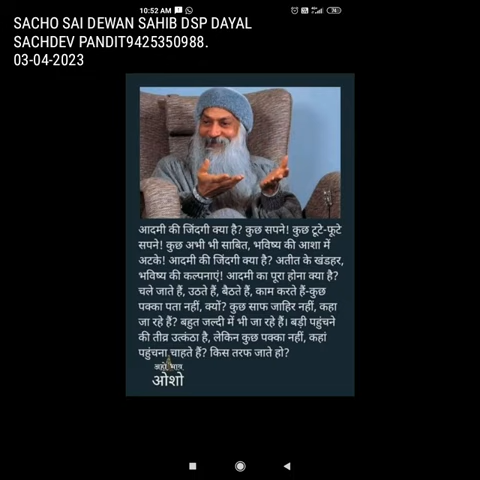 10:52 AM
74
SACHO SAI DEWAN SAHIB DSP DAYAL
SACHDEV PANDIT9425350988.
03-04-2023
आदमी की जिंदगी क्या है? कुछ सपने! कुछ टूटे-फूटे
सपने! कुछ अभी भी साबित, भविष्य की आशा में
अटके! आदमी की जिंदगी क्या है? अतीत के खंडहर,
भविष्य की कल्पनाएं! आदमी का पूरा होना क्या है?
चले जाते हैं, उठते हैं, बैठते हैं, काम करते हैं-कुछ
पक्का पता नहीं, क्यों? कुछ साफ जाहिर नहीं, कहा
जा रहे हैं? बहुत जल्दी में भी जा रहे हैं। बड़ी पहुंचने
की तीव्र उत्कंठा है, लेकिन कुछ पक्का नहीं, कहां
पहुंचना चाहते हैं? किस तरफ जाते हो?
अहो भाव
ओशो